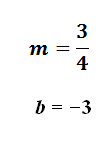 m = 3/4
b = −3